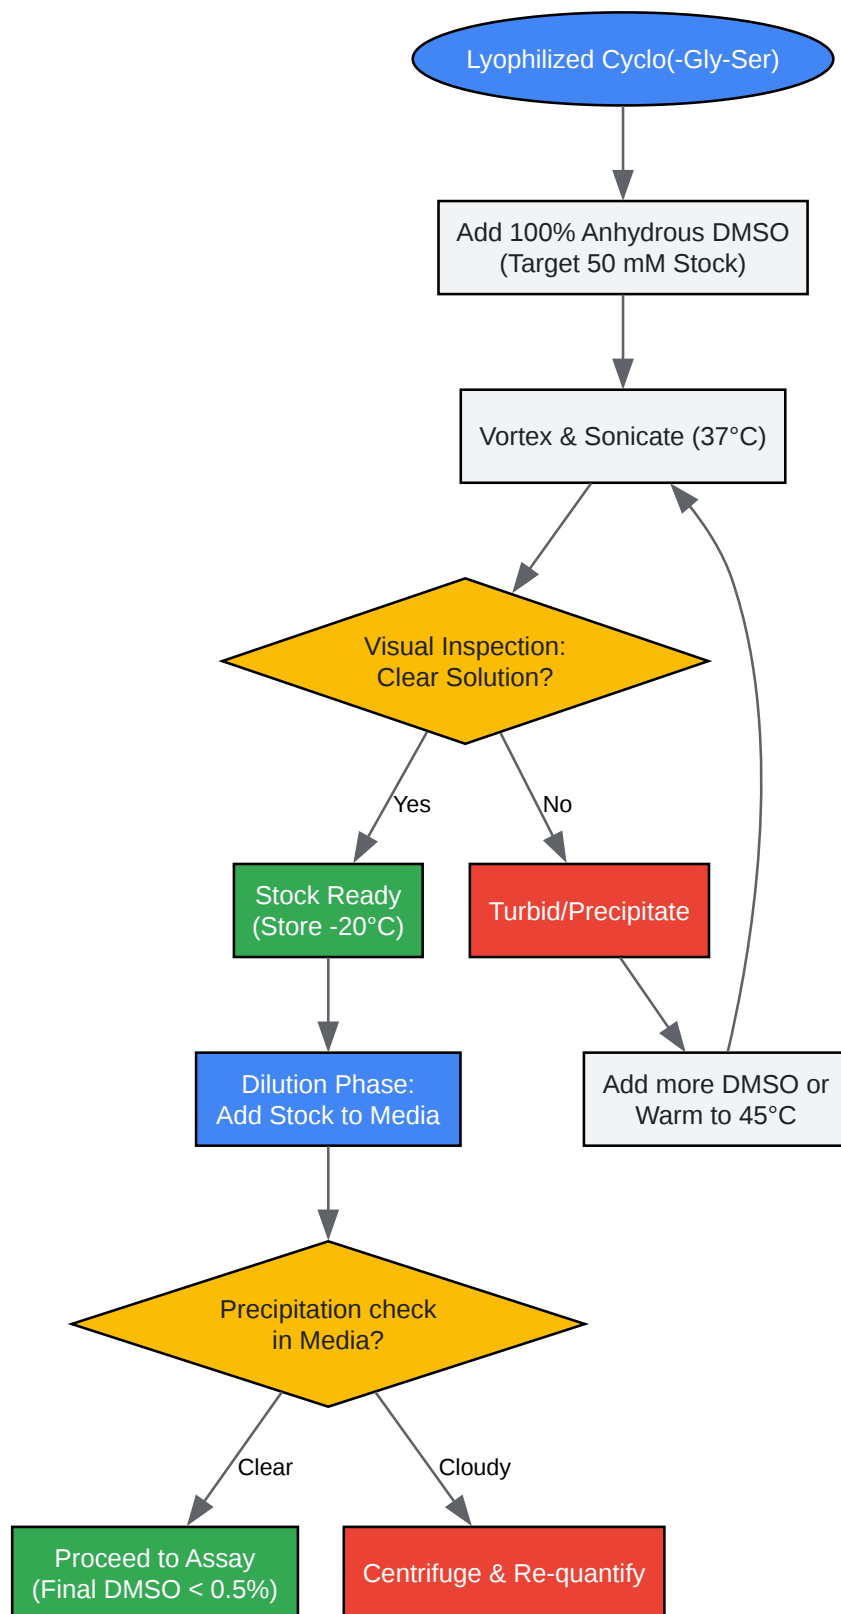 Lyophilized Cyclo(-Gly-Ser)
Add 100% Anhydrous DMSO
(Target 50 mM Stock)
Vortex & Sonicate (37°C)
Visual Inspection:
Clear Solution?
Yes
No
Stock Ready
(Store -20°C)
Turbid/Precipitate
Dilution Phase:
Add Stock to Media
Add more DMSO or
Warm to 45°C
Precipitation check
in Media?
Clear
Cloudy
Proceed to Assay
(Final DMSO < 0.5%)
Centrifuge & Re-quantify